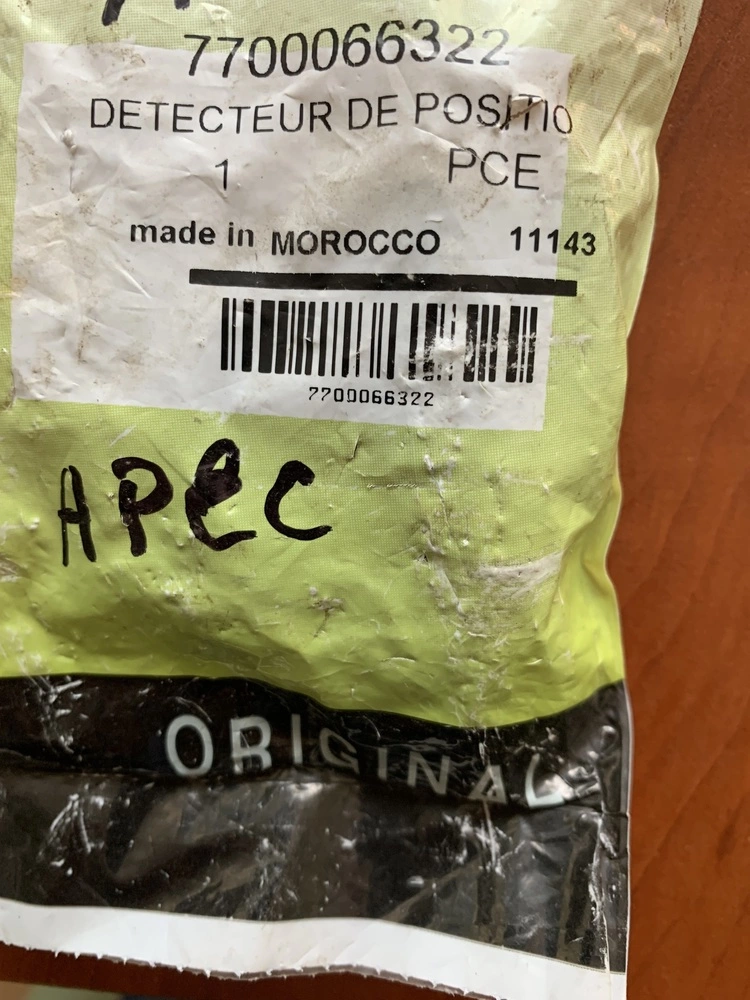 7700066322
DETECTEUR DE POSITIO
1 PCE
made in MOROCCO 11143
7700066322
APEC
ORIGINAL